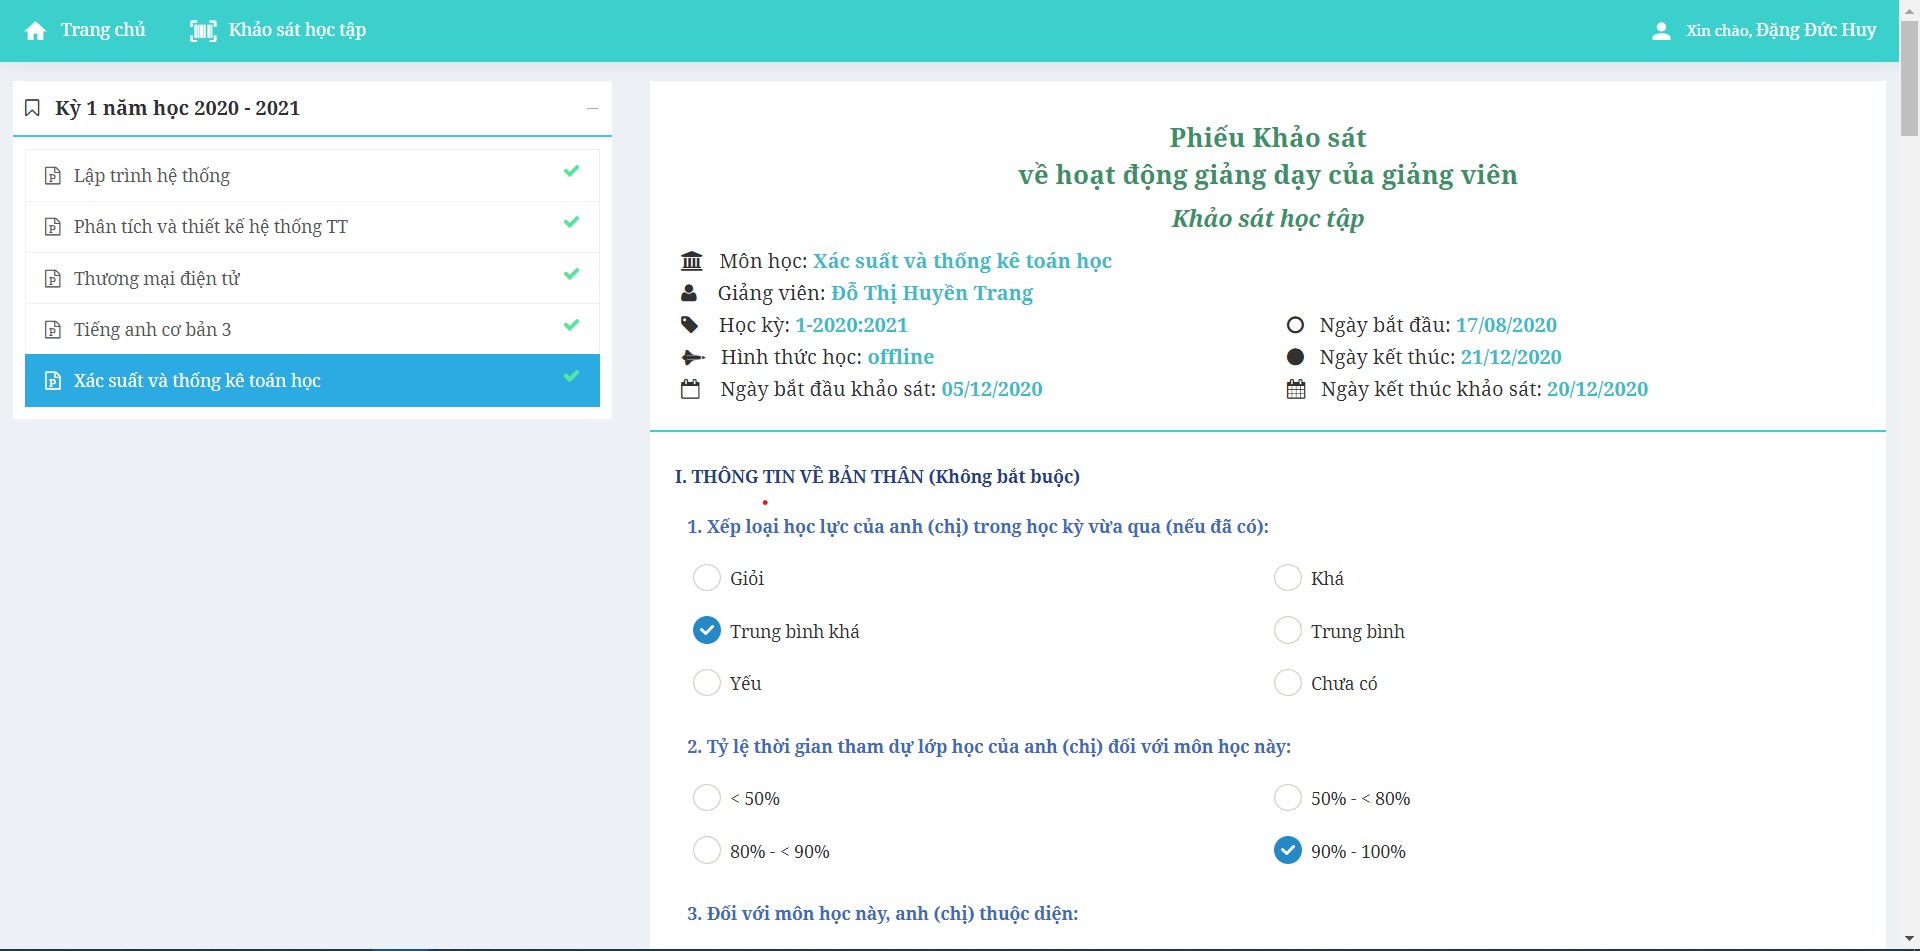 Trang chủ
Khảo sát học tập
Xin chào, Đặng Đức Huy
Kỳ 1 năm học 2020 - 2021
Lập trình hệ thống
Phân tích và thiết kế hệ thống TT
Thương mại điện tử
Tiếng anh cơ bản 3
Xác suất và thống kê toán học
Phiếu Khảo sát
về hoạt động giảng dạy của giảng viên
Khảo sát học tập
Môn học: Xác suất và thống kê toán học
Giảng viên: Đỗ Thị Huyền Trang
Học kỳ: 1-2020:2021
Ngày bắt đầu: 17/08/2020
Hình thức học: offline
Ngày kết thúc: 21/12/2020
Ngày bắt đầu khảo sát: 05/12/2020
Ngày kết thúc khảo sát: 20/12/2020
I. THÔNG TIN VỀ BẢN THÂN (Không bắt buộc)
1. Xếp loại học lực của anh (chị) trong học kỳ vừa qua (nếu đã có):
Giỏi
Khá
Trung bình khá
Trung bình
Yếu
Chưa có
2. Tỷ lệ thời gian tham dự lớp học của anh (chị) đối với môn học này:
< 50%
50% - < 80%
80% - < 90%
90% - 100%
3. Đối với môn học này, anh (chị) thuộc diện: